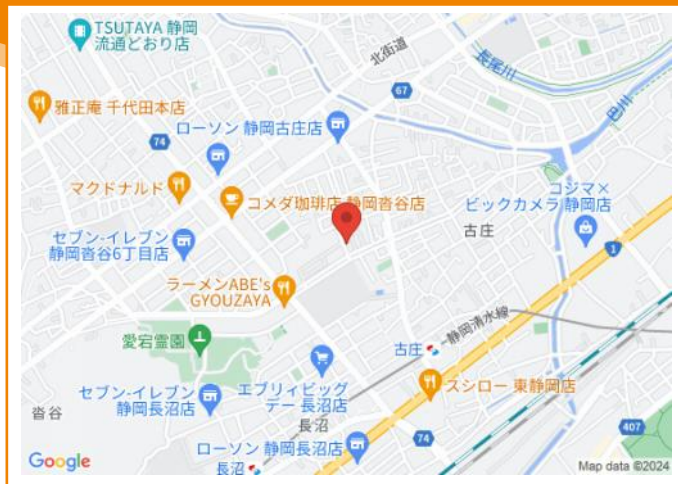 TSUTAYA 静岡
流通どおり店
北街道
長尾川
67
雅正庵 千代田本店
ローソン 静岡古庄店
74
マクドナルド
コメダ珈琲店 静岡沓谷店
コジマ×
ビックカメラ 静岡店
古庄
セブン-イレブン
静岡沓谷6丁目店
1
ラーメンABE's
GYOUZAYA
静岡清水線
愛宕霊園
古庄
エブリィビッグ
デー 長沼店
スシロー 東静岡店
セブン-イレブン
静岡長沼店
長沼
沓谷
407
ローソン 静岡長沼店
74
長沼
Google
Map data ©2024